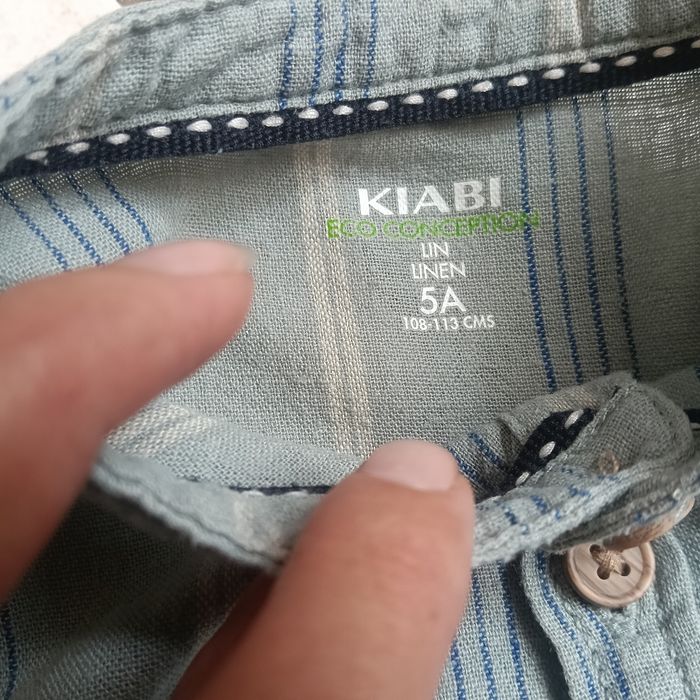 KIABI
ECO CONCEPTION
LIN
LINEN
5A
108-113 CMS